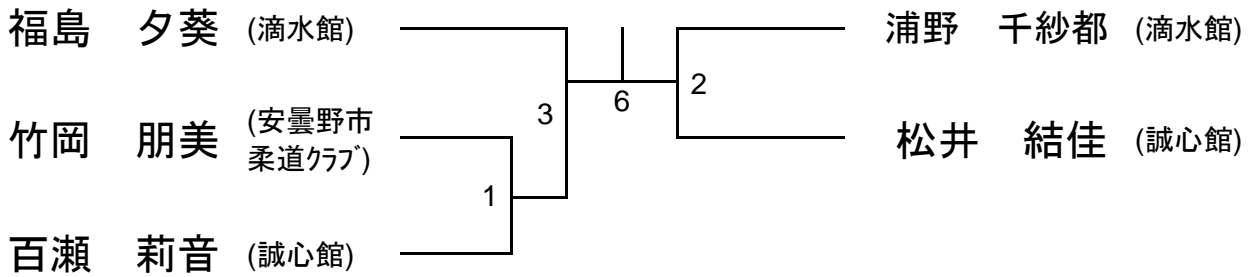 福島　夕葵 (滴水館)
浦野　千紗都 (滴水館)
3
6
2
竹岡　朋美 (安曇野市
柔道ｸﾗﾌﾞ)
松井　結佳 (誠心館)
1
百瀬　莉音 (誠心館)